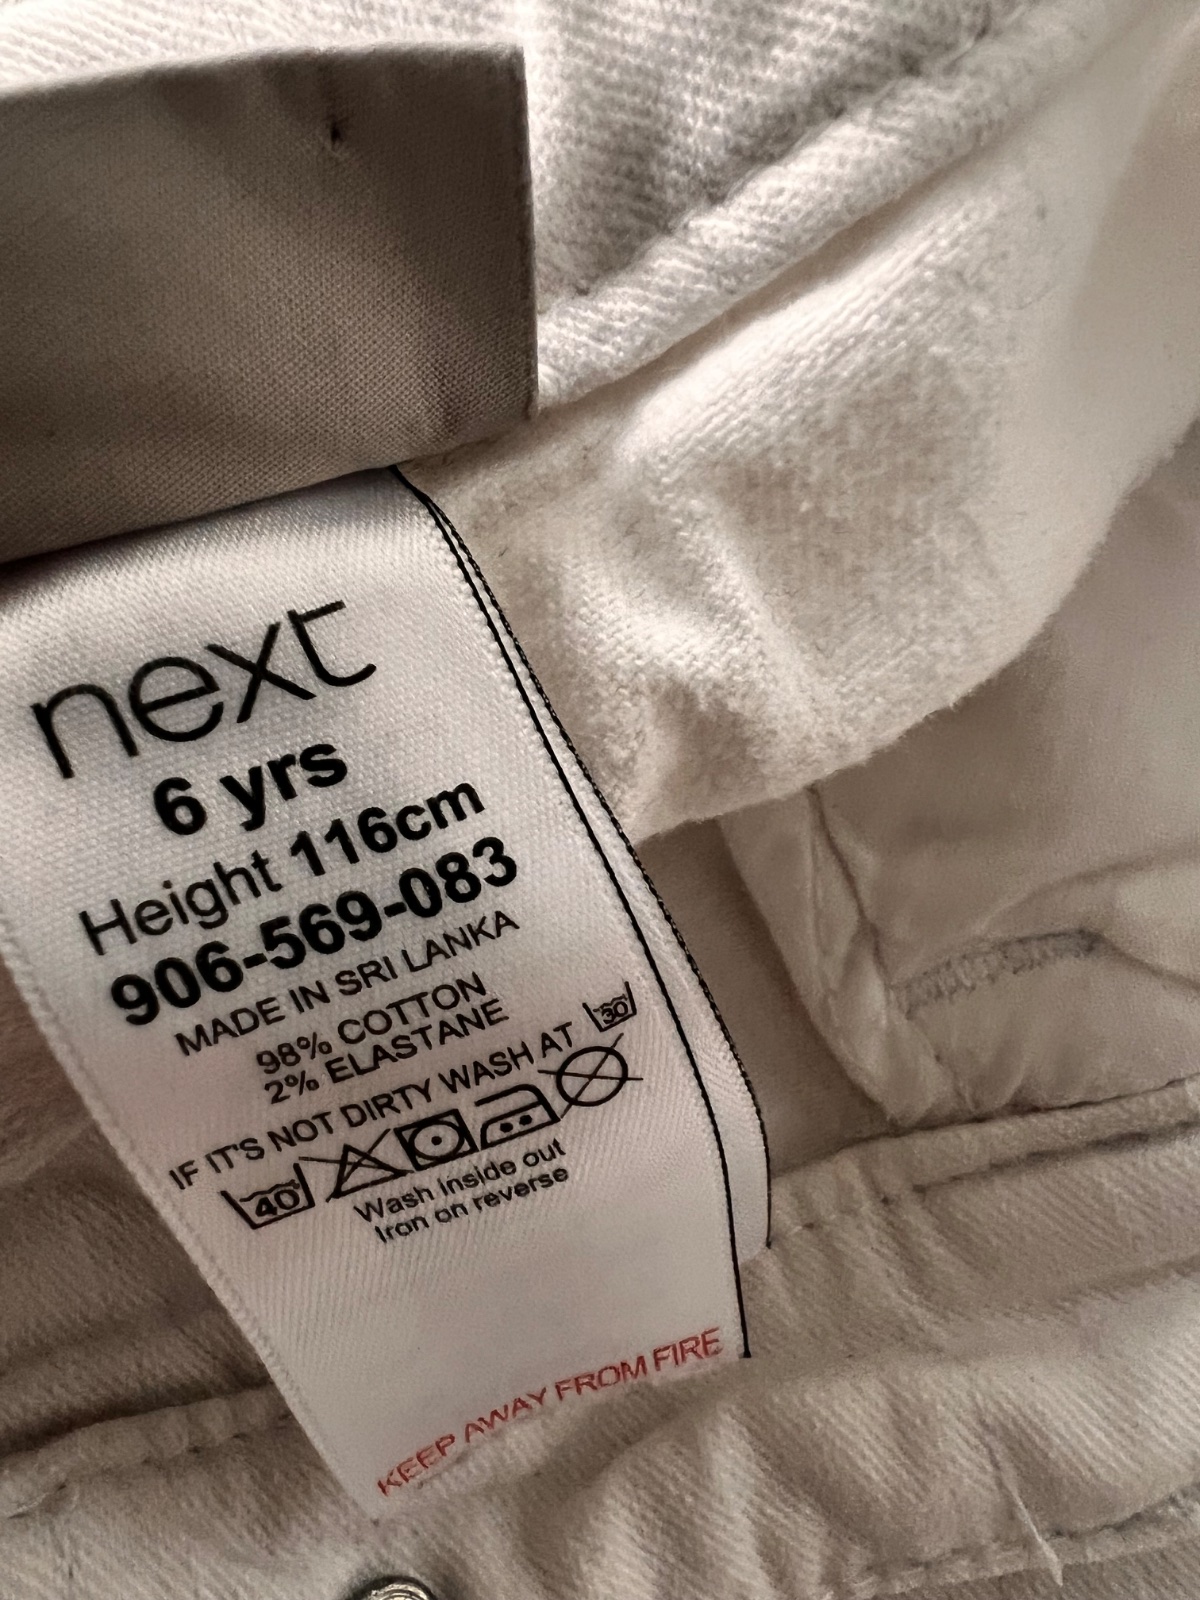 next
6 yrs
Height 116cm
906-569-083
MADE IN SRI LANKA
98% COTTON
2% ELASTANE
IF IT'S NOT DIRTY WASH AT 30
40
Wash inside out
Iron on reverse
KEEP AWAY FROM FIRE